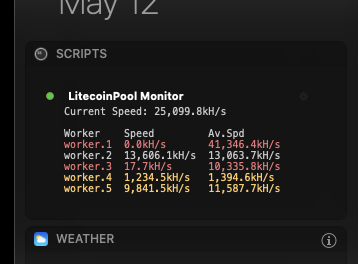 May 12
SCRIPTS
LitecoinPool Monitor
Current Speed: 25,099.8kH/s
Worker Speed Av.Spd
worker.1 0.0kH/s 41,346.4kH/s
worker.2 13,606.1kH/s 13,063.7kH/s
worker.3 17.7kH/s 10,335.8kH/s
worker.4 1,234.5kH/s 1,394.6kH/s
worker.5 9,841.5kH/s 11,587.7kH/s
WEATHER